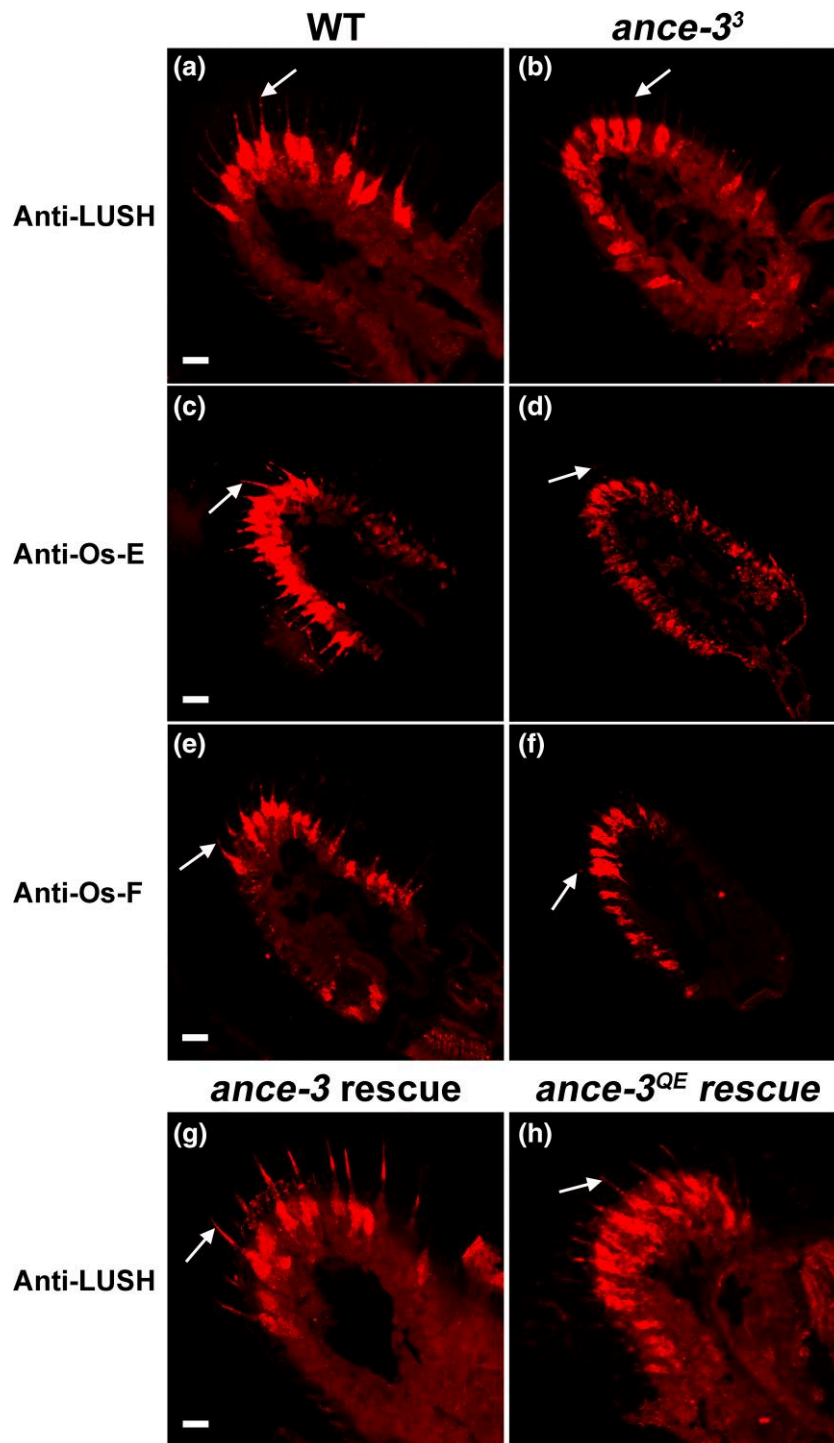 WT ance-3³
(a) (b)
Anti-LUSH
(c) (d)
Anti-Os-E
(e) (f)
Anti-Os-F
ance-3 rescue ance-3^QE rescue
(g) (h)
Anti-LUSH